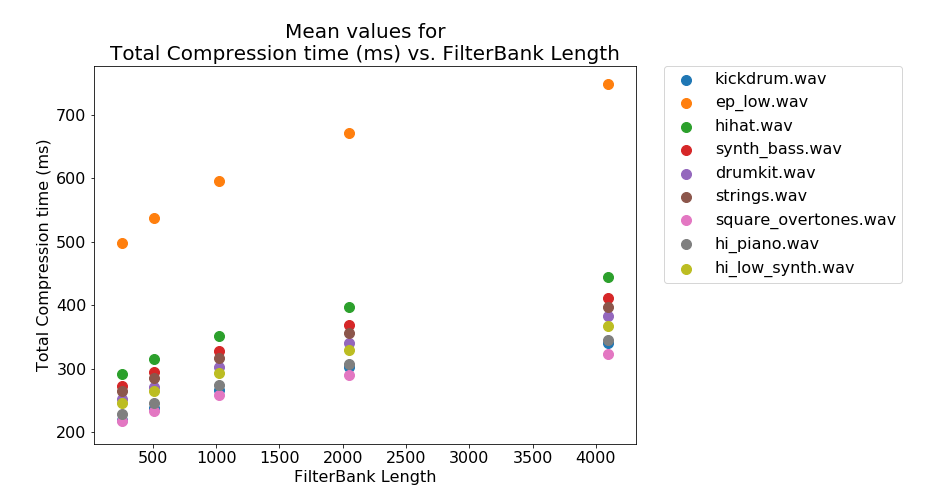 Mean values for
Total Compression time (ms) vs. FilterBank Length
kickdrum.wav
ep_low.wav
hihat.wav
synth_bass.wav
drumkit.wav
strings.wav
square_overtones.wav
hi_piano.wav
hi_low_synth.wav
Total Compression time (ms)
700
600
500
400
300
200
500 1000 1500 2000 2500 3000 3500 4000
FilterBank Length